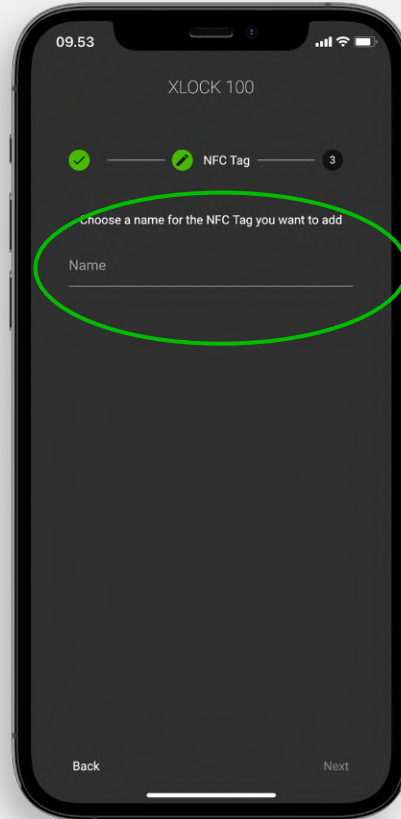 09.53
XLOCK 100
NFC Tag 3
Choose a name for the NFC Tag you want to add
Name
Back Next